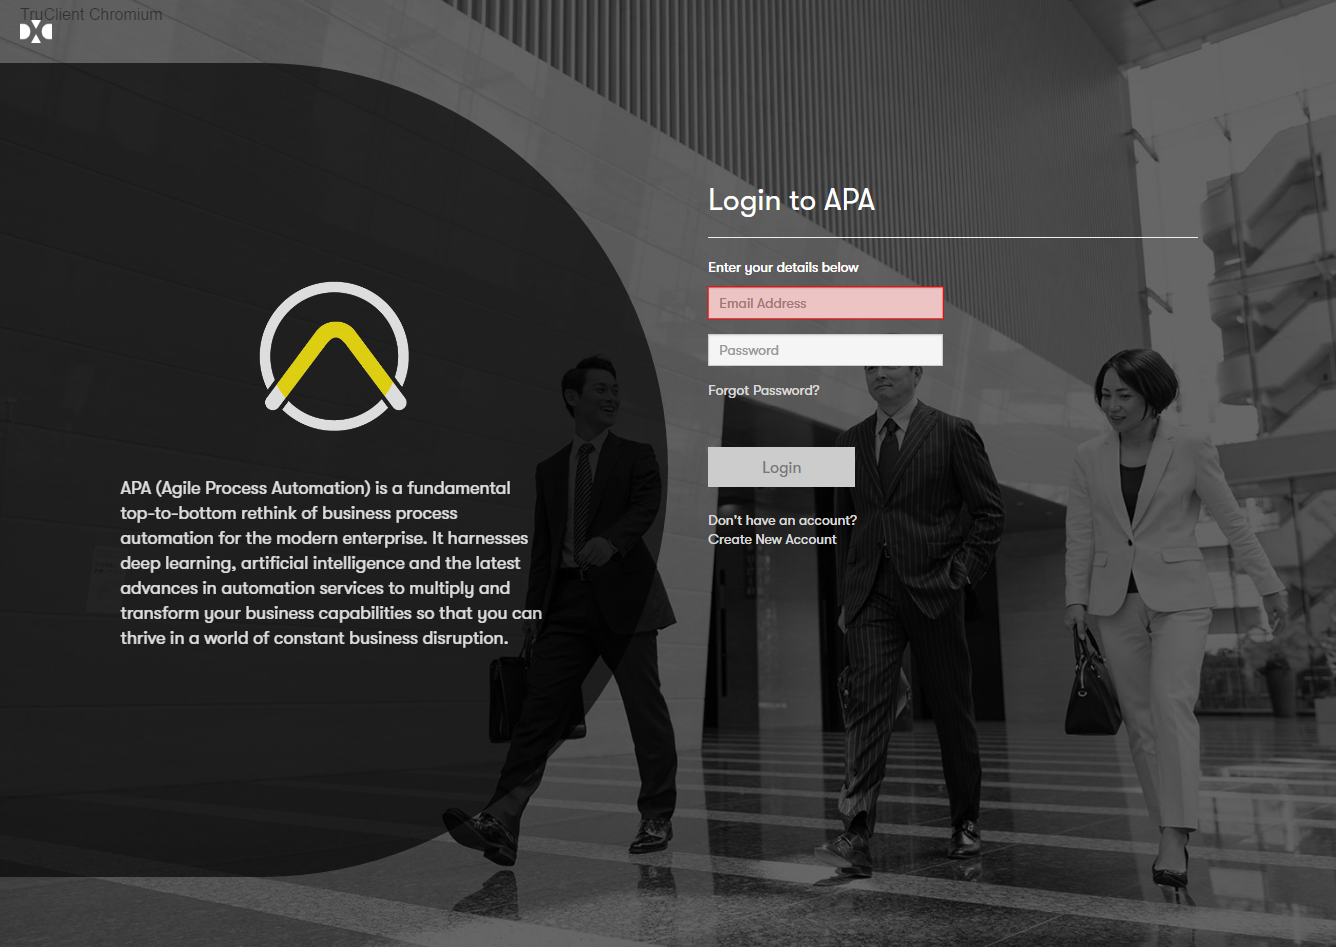 TruClient Chromium
DXC
Login to APA
Enter your details below
Email Address
Password
Forgot Password?
Login
Don't have an account?
Create New Account
APA (Agile Process Automation) is a fundamental
top-to-bottom rethink of business process
automation for the modern enterprise. It harnesses
deep learning, artificial intelligence and the latest
advances in automation services to multiply and
transform your business capabilities so that you can
thrive in a world of constant business disruption.